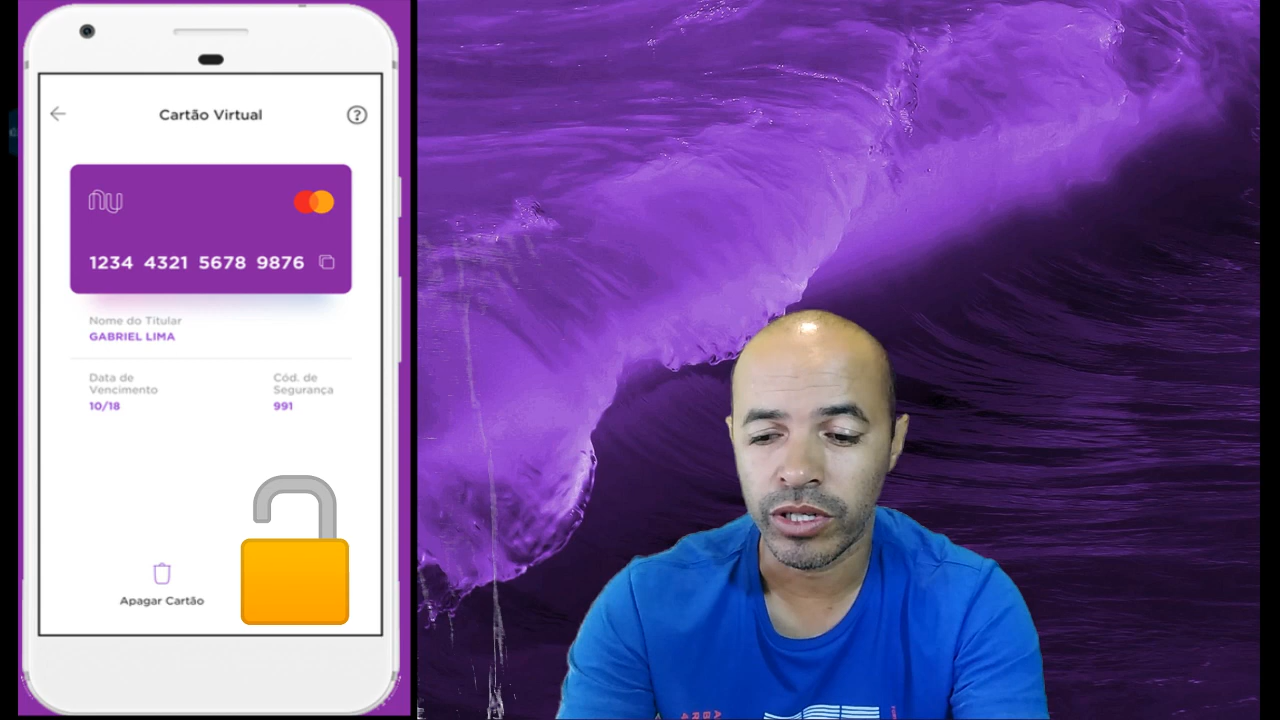 Cartão Virtual
?
nu
1234 4321 5678 9876
Nome do Titular
GABRIEL LIMA
Data de
Vencimento
10/18
Cód. de
Segurança
991
Apagar Cartão